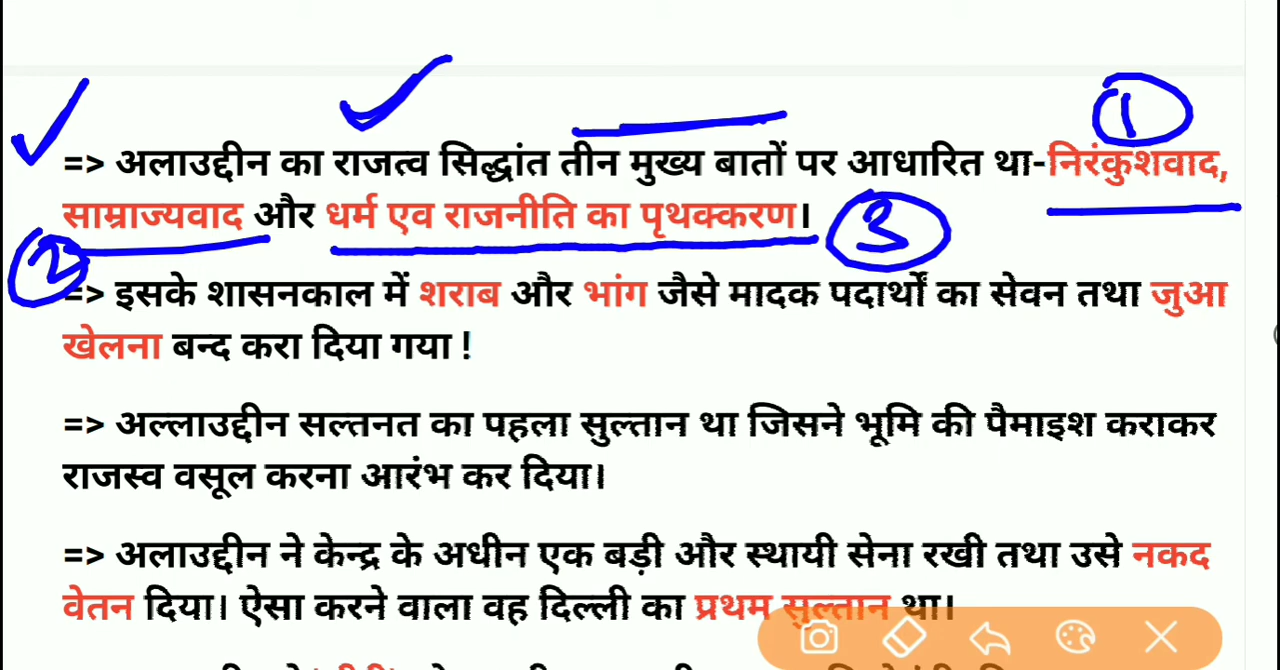 ①
=> अलाउद्दीन का राजत्व सिद्धांत तीन मुख्य बातों पर आधारित था-निरंकुशवाद,
साम्राज्यवाद और धर्म एव राजनीति का पृथक्करण। ③
②
=> इसके शासनकाल में शराब और भांग जैसे मादक पदार्थों का सेवन तथा जुआ
खेलना बन्द करा दिया गया !
=> अल्लाउद्दीन सल्तनत का पहला सुल्तान था जिसने भूमि की पैमाइश कराकर
राजस्व वसूल करना आरंभ कर दिया।
=> अलाउद्दीन ने केन्द्र के अधीन एक बड़ी और स्थायी सेना रखी तथा उसे नकद
वेतन दिया। ऐसा करने वाला वह दिल्ली का प्रथम सुल्तान था।